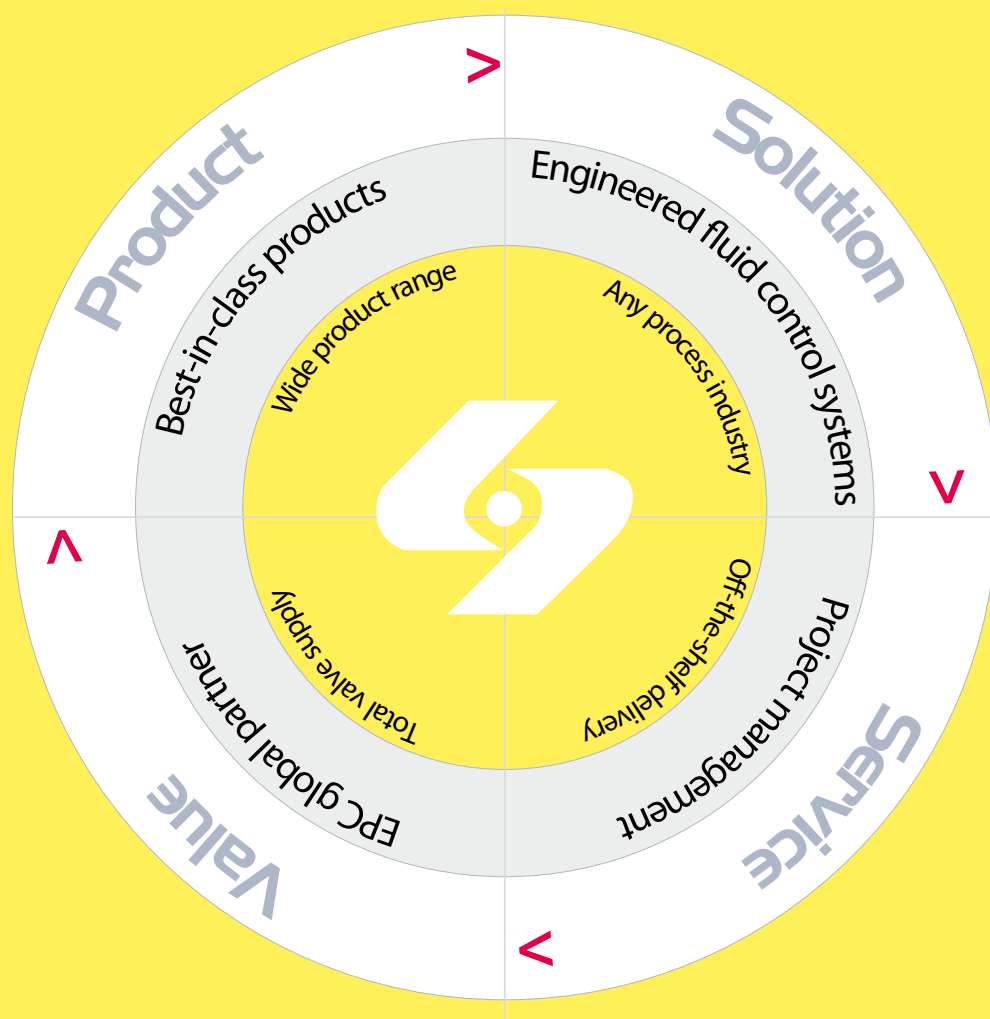 Product
Best-in-class products
Wide product range
>
Solution
Engineered fluid control systems
Any process industry
>
Service
Project management
Off-the-shelf delivery
>
Value
EPC global partner
Total valve supply
>